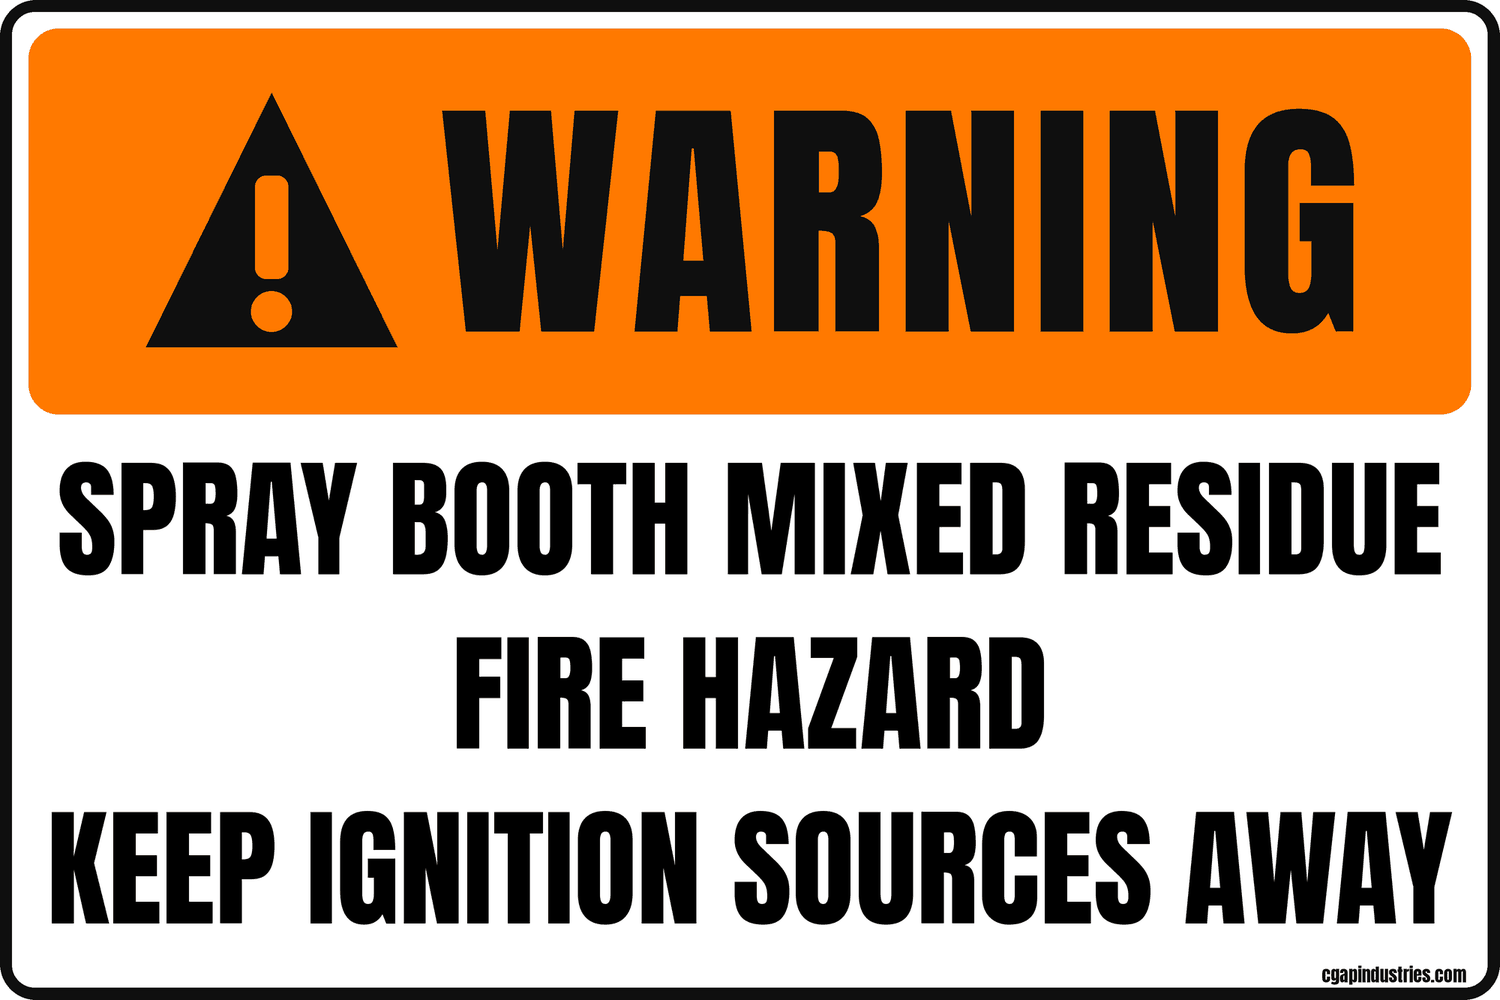 WARNING
SPRAY BOOTH MIXED RESIDUE
FIRE HAZARD
KEEP IGNITION SOURCES AWAY
cgapindustries.com